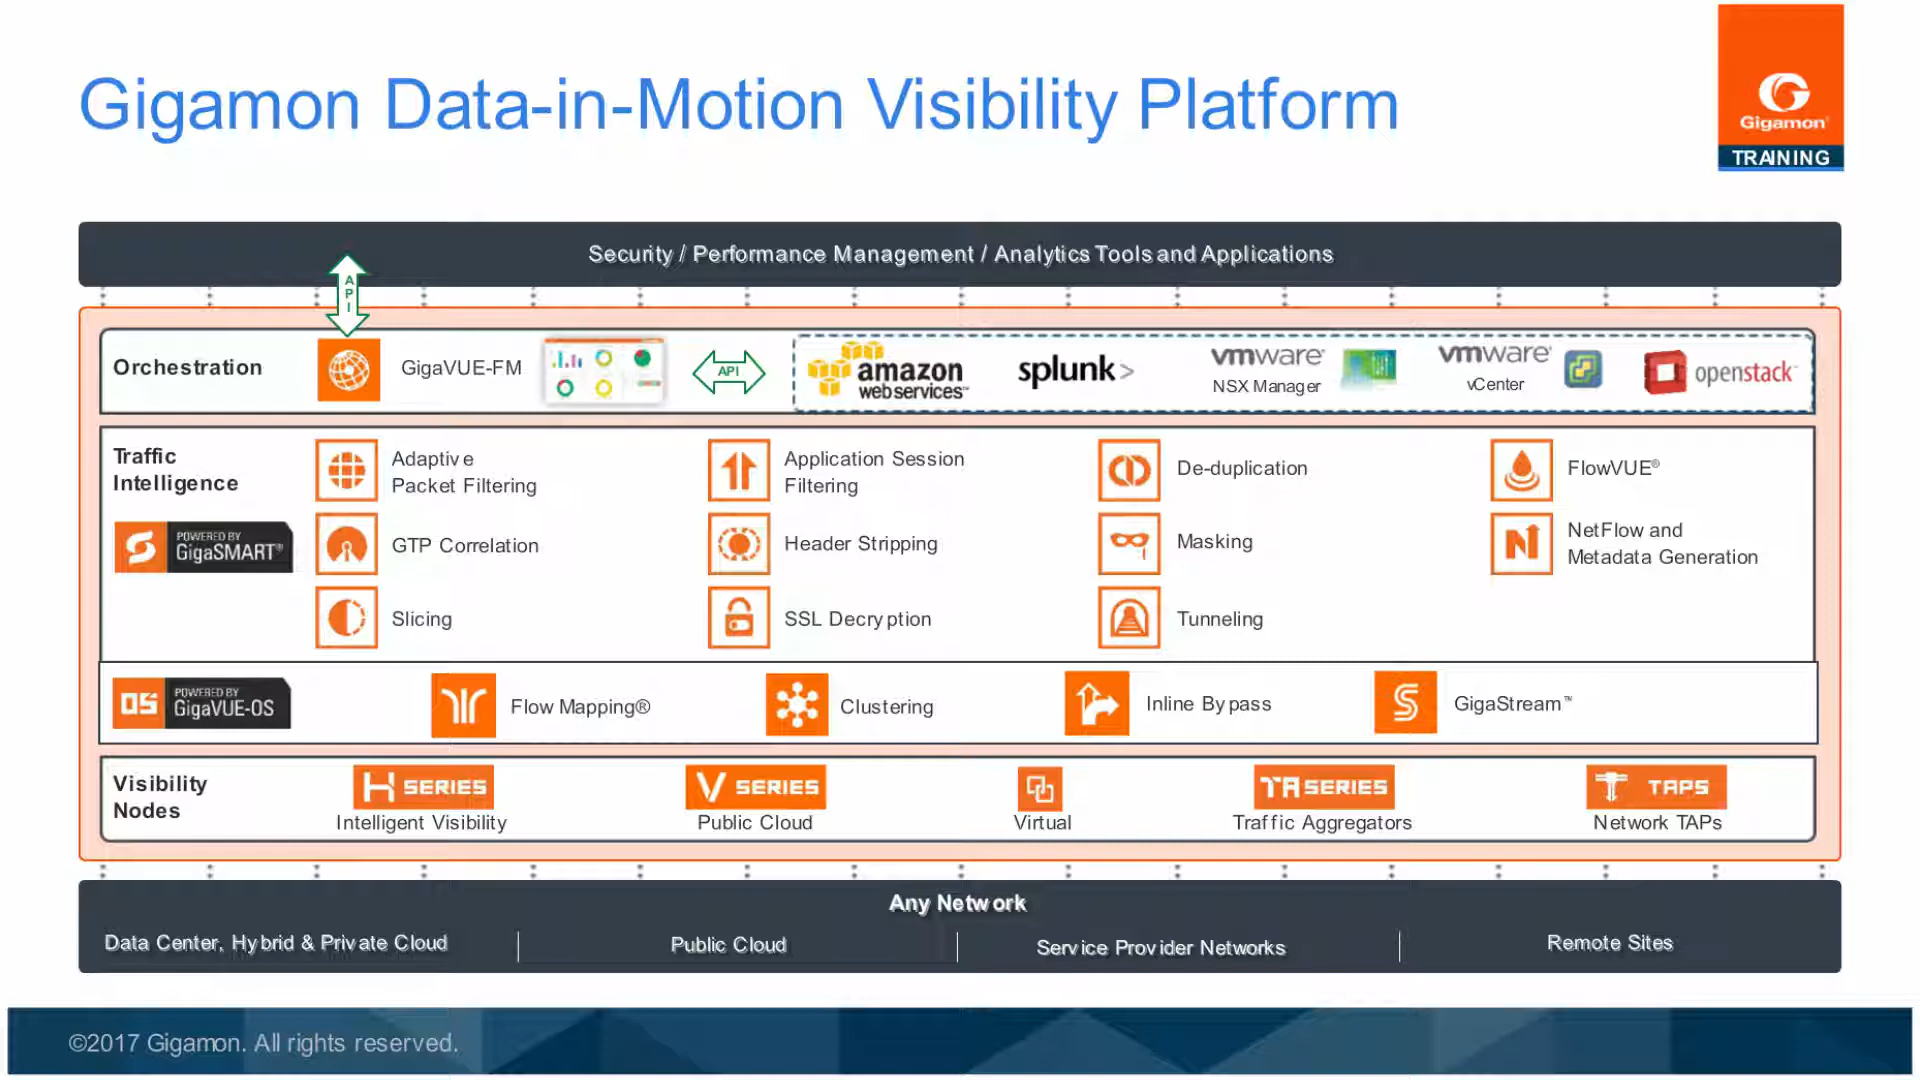 Gigamon Data-in-Motion Visibility Platform
Gigamon®
TRAINING
Security / Performance Management / Analytics Tools and Applications
API
Orchestration
GigaVUE-FM
API
amazon
webservices™
splunk>
vmware®
NSX Manager
vmware®
vCenter
openstack™
Traffic
Intelligence
POWERED BY
GigaSMART®
Adaptive
Packet Filtering
Application Session
Filtering
De-duplication
FlowVUE®
GTP Correlation
Header Stripping
Masking
NetFlow and
Metadata Generation
Slicing
SSL Decryption
Tunneling
OS
POWERED BY
GigaVUE-OS
Flow Mapping®
Clustering
Inline Bypass
GigaStream™
Visibility
Nodes
H SERIES
Intelligent Visibility
V SERIES
Public Cloud
Virtual
TA SERIES
Traffic Aggregators
TAPS
Network TAPs
Any Network
Data Center, Hybrid & Private Cloud
Public Cloud
Service Provider Networks
Remote Sites
©2017 Gigamon. All rights reserved.